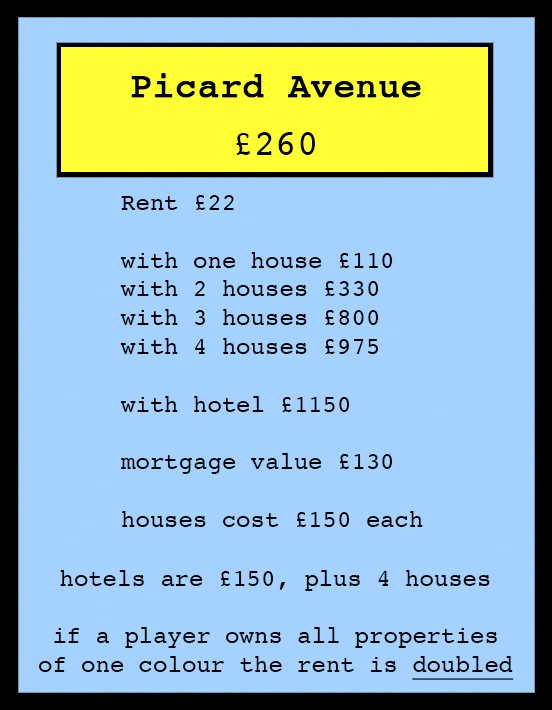 Picard Avenue
£260
Rent £22
with one house £110
with 2 houses £330
with 3 houses £800
with 4 houses £975
with hotel £1150
mortgage value £130
houses cost £150 each
hotels are £150, plus 4 houses
if a player owns all properties
of one colour the rent is doubled